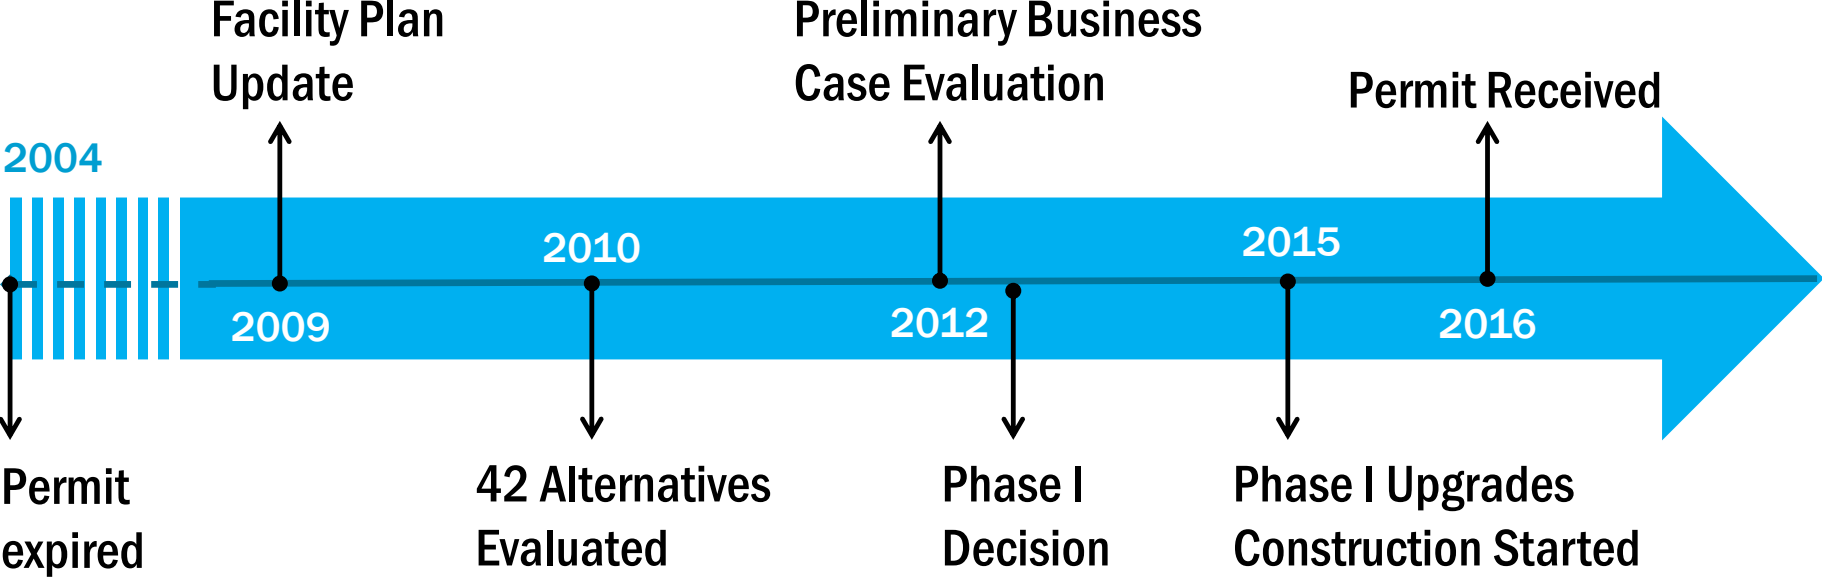 Facility Plan
Update
Preliminary Business
Case Evaluation
Permit Received
2004
2010
2015
2009
2012
2016
Permit
expired
42 Alternatives
Evaluated
Phase I
Decision
Phase I Upgrades
Construction Started